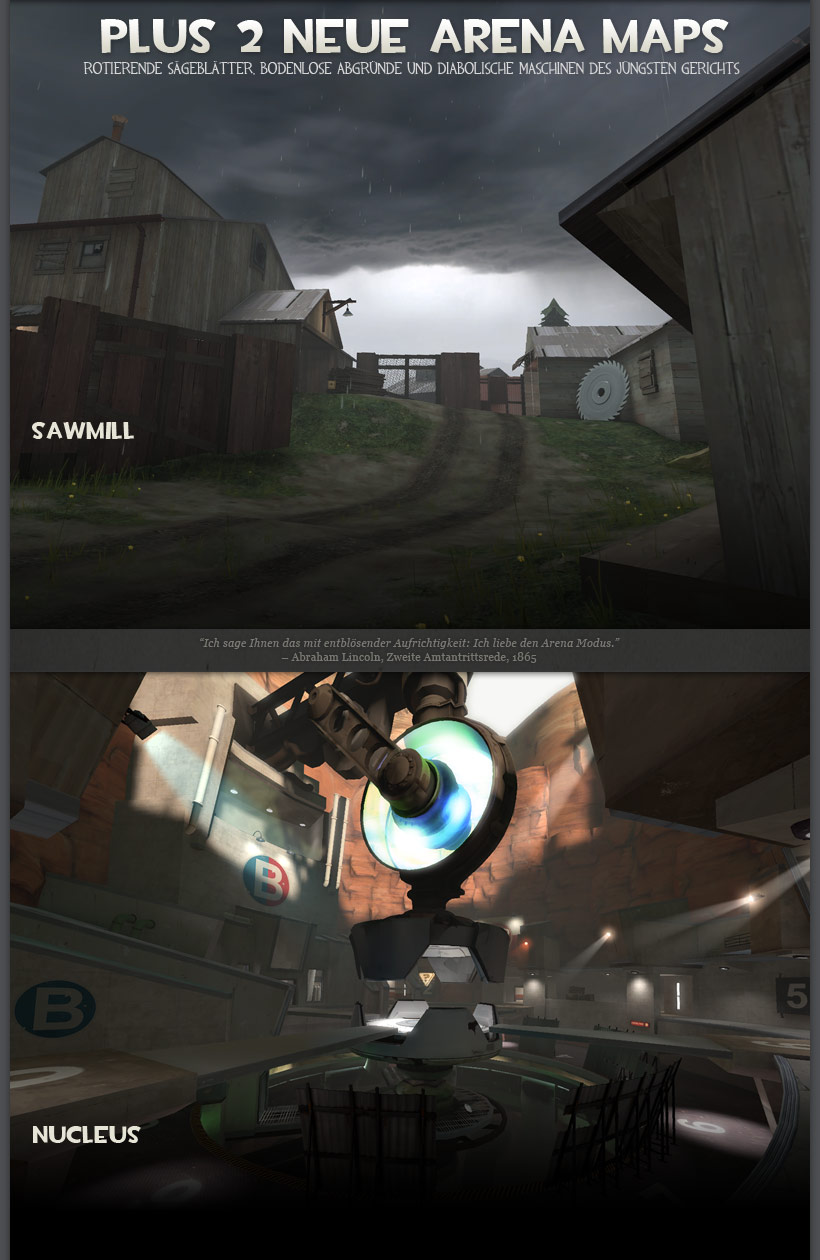 PLUS 2 NEUE ARENA MAPS
ROTIERENDE SÄGEBLÄTTER, BODENLOSE ABGRÜNDE UND DIABOLISCHE MASCHINEN DES JÜNGSTEN GERICHTS
SAWMILL
“Ich sage Ihnen das mit entblösender Aufrichtigkeit: Ich liebe den Arena Modus.”
– Abraham Lincoln, Zweite Amtantrittsrede, 1865
B
B
5
?
6
NUCLEUS